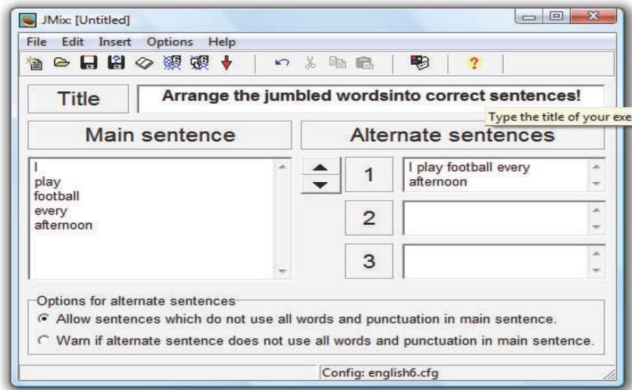 JMix: [Untitled]
File Edit Insert Options Help
Title
Arrange the jumbled wordsinto correct sentences!
Type the title of your exe
Main sentence
Alternate sentences
I
play
football
every
afternoon
1
I play football every
afternoon
2
3
Options for alternate sentences
Allow sentences which do not use all words and punctuation in main sentence.
Warn if alternate sentence does not use all words and punctuation in main sentence.
Config: english6.cfg